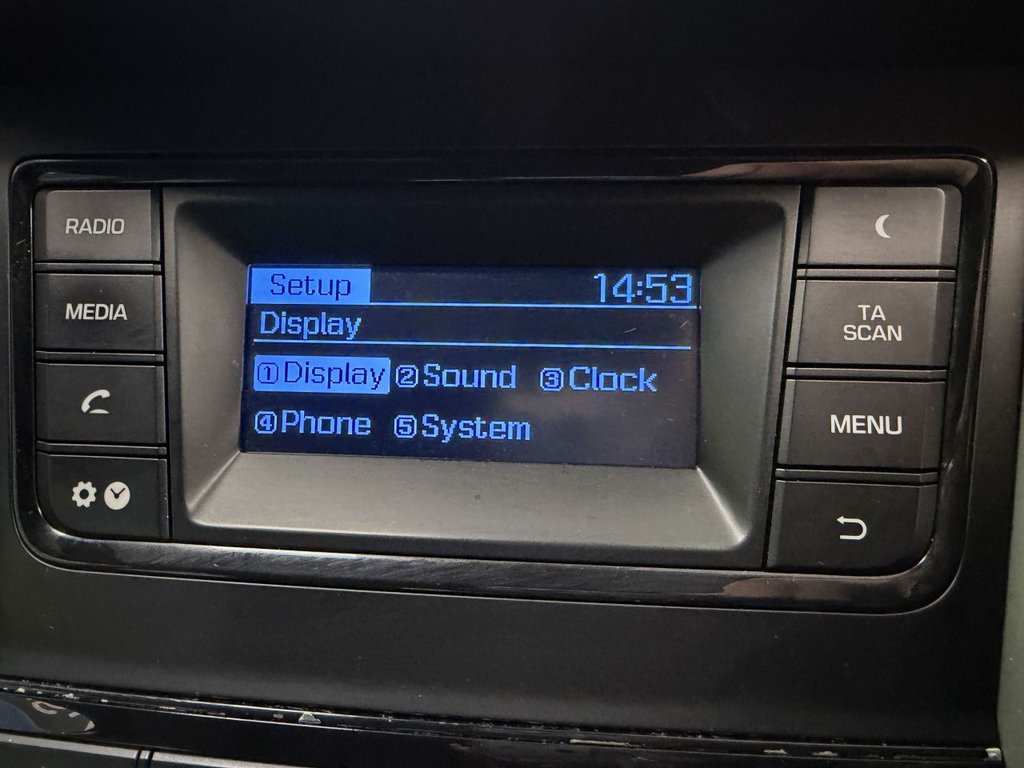 RADIO
MEDIA
Setup 14:53
Display
①Display ②Sound ③Clock
④Phone ⑤System
TA
SCAN
MENU